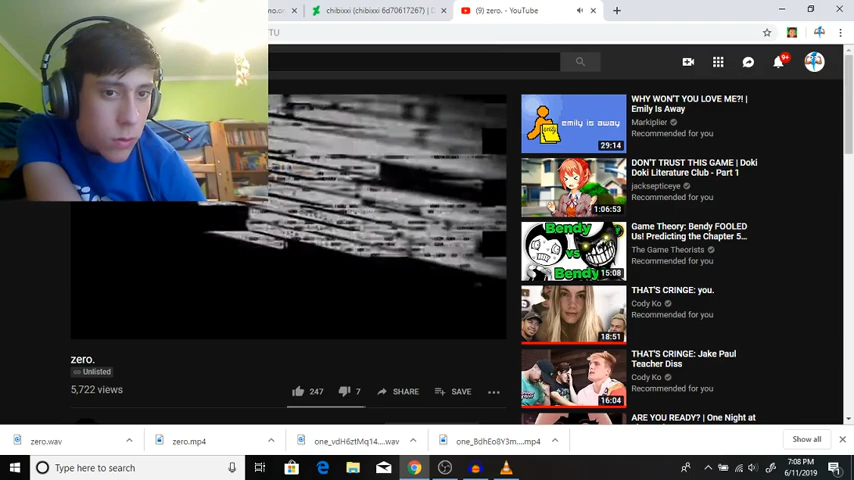 mo.on
chibixxi (chibixxi 6d70617267) | D
(9) zero. - YouTube
TU
9+
WHY WON'T YOU LOVE ME?! |
Emily Is Away
Markiplier
Recommended for you
emily is away
29:14
DON'T TRUST THIS GAME | Doki
Doki Literature Club - Part 1
jacksepticeye
Recommended for you
1:06:53
Game Theory: Bendy FOOLED
Us! Predicting the Chapter 5...
The Game Theorists
Recommended for you
Bendy
vs
Bendy
15:08
THAT'S CRINGE: you.
Cody Ko
Recommended for you
18:51
THAT'S CRINGE: Jake Paul
Teacher Diss
Cody Ko
Recommended for you
16:04
ARE YOU READY? | One Night at
zero.
Unlisted
5,722 views
247
7
SHARE
SAVE
zero.wav
zero.mp4
one_vdH6ztMq14....wav
one_8dhEo8Y3m....mp4
Show all
Type here to search
7:08 PM
6/11/2019